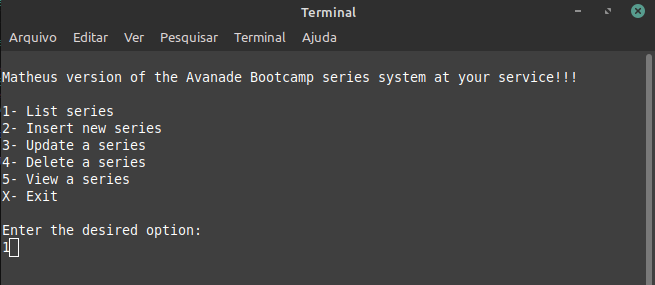 Terminal
Arquivo Editar Ver Pesquisar Terminal Ajuda
Matheus version of the Avanade Bootcamp series system at your service!!!
1- List series
2- Insert new series
3- Update a series
4- Delete a series
5- View a series
X- Exit
Enter the desired option:
1